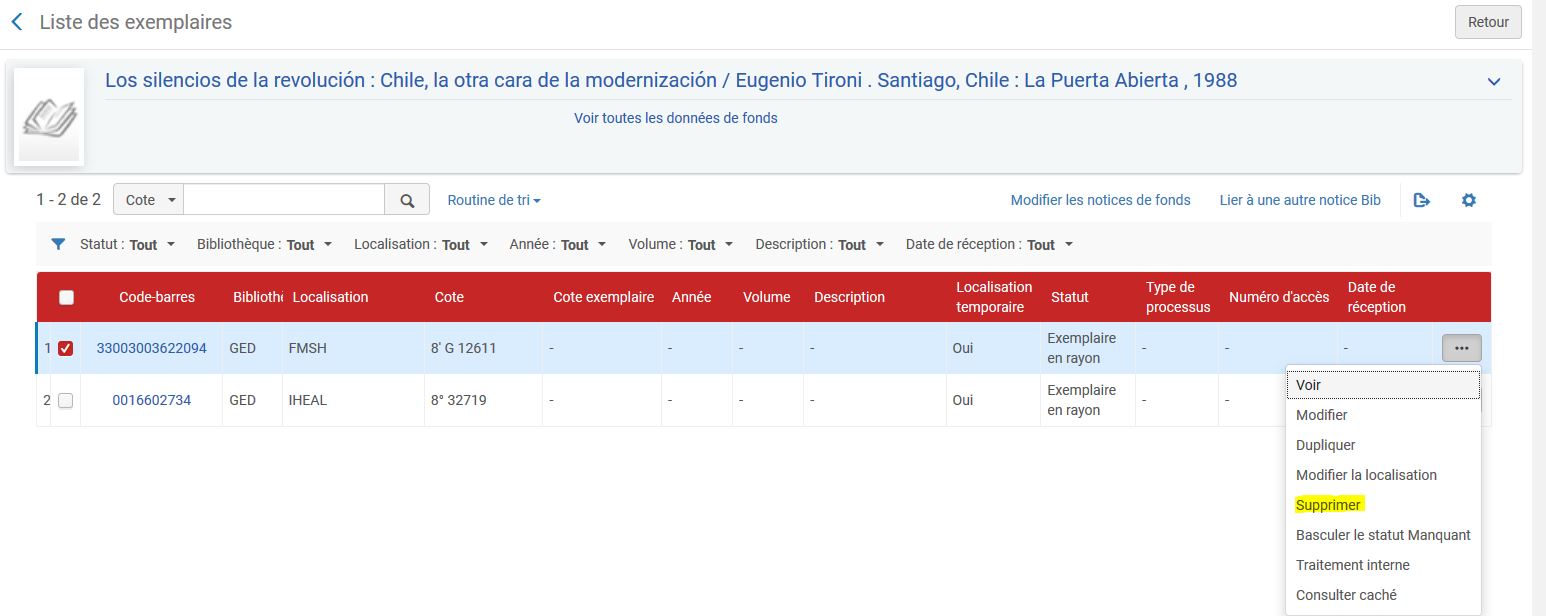 Liste des exemplaires
Retour
Los silencios de la revolución : Chile, la otra cara de la modernización / Eugenio Tironi . Santiago, Chile : La Puerta Abierta , 1988
Voir toutes les données de fonds
1 - 2 de 2 Cote Routine de tri Modifier les notices de fonds Lier à une autre notice Bib
Statut : Tout Bibliothèque : Tout Localisation : Tout Année : Tout Volume : Tout Description : Tout Date de réception : Tout
Code-barres Biblioth Localisation Cote Cote exemplaire Année Volume Description Localisation temporaire Statut Type de processus Numéro d'accès Date de réception
1 33003003622094 GED FMSH 8' G 12611 - - - - Oui Exemplaire en rayon - - -
2 0016602734 GED IHEAL 8° 32719 - - - - Oui Exemplaire en rayon - -
Voir
Modifier
Dupliquer
Modifier la localisation
Supprimer
Basculer le statut Manquant
Traitement interne
Consulter caché